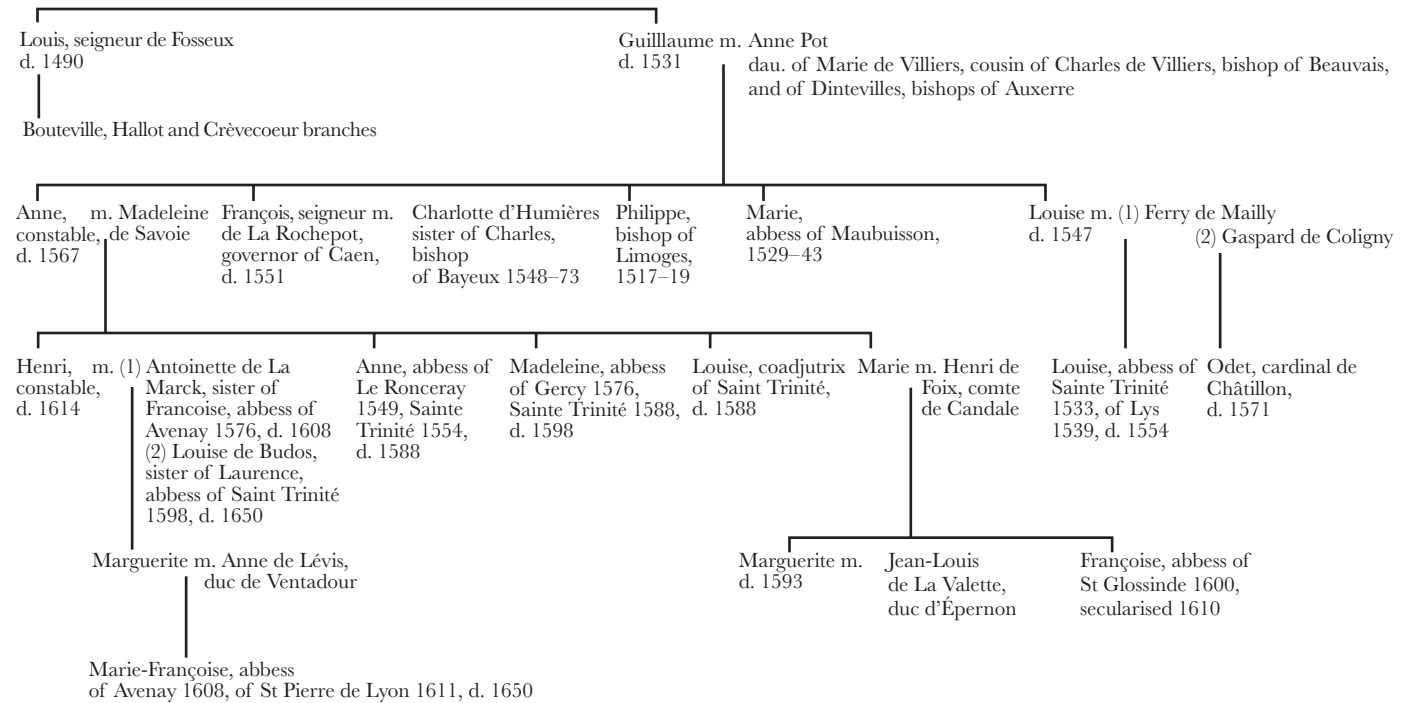 Louis, seigneur de Fosseux
d. 1490
Bouteville, Hallot and Crèvecoeur branches
Guilllaume m. Anne Pot
d. 1531
dau. of Marie de Villiers, cousin of Charles de Villiers, bishop of Beauvais,
and of Dintevilles, bishops of Auxerre
Anne,
constable,
d. 1567
m. Madeleine
de Savoie
François, seigneur m.
de La Rochepot,
governor of Caen,
d. 1551
Charlotte d'Humières
sister of Charles,
bishop
of Bayeux 1548–73
Philippe,
bishop of
Limoges,
1517–19
Marie,
abbess of Maubuisson,
1529–43
Louise m. (1) Ferry de Mailly
d. 1547
(2) Gaspard de Coligny
Henri,
constable,
d. 1614
m. (1) Antoinette de La
Marck, sister of
Francoise, abbess of
Avenay 1576, d. 1608
(2) Louise de Budos,
sister of Laurence,
abbess of Saint Trinité
1598, d. 1650
Anne, abbess of
Le Ronceray
1549, Sainte
Trinité 1554,
d. 1588
Madeleine, abbess
of Gercy 1576,
Sainte Trinité 1588,
d. 1598
Louise, coadjutrix
of Saint Trinité,
d. 1588
Marie m. Henri de
Foix, comte
de Candale
Louise, abbess of
Sainte Trinité
1533, of Lys
1539, d. 1554
Odet, cardinal de
Châtillon,
d. 1571
Marguerite m. Anne de Lévis,
duc de Ventadour
Marguerite m.
d. 1593
Jean-Louis
de La Valette,
duc d'Épernon
Françoise, abbess of
St Glossinde 1600,
secularised 1610
Marie-Françoise, abbess
of Avenay 1608, of St Pierre de Lyon 1611, d. 1650